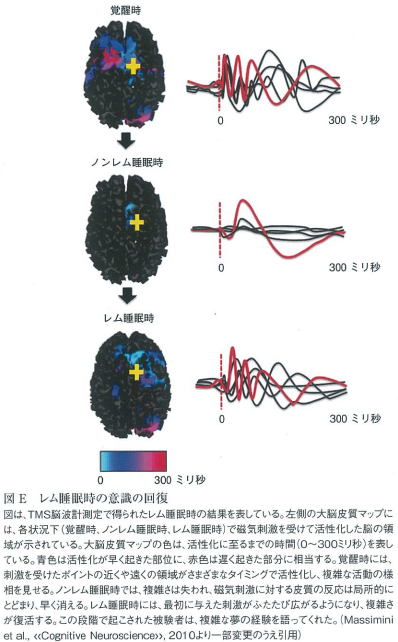 覚醒時
0
300 ミリ秒
ノンレム睡眠時
0
300 ミリ秒
レム睡眠時
0
300 ミリ秒
0
300 ミリ秒
図 E　レム睡眠時の意識の回復
図は、TMS脳波計測で得られたレム睡眠時の結果を表している。左側の大脳皮質マップに
は、各状況下（覚醒時、ノンレム睡眠時、レム睡眠時）で磁気刺激を受けて活性化した脳の領
域が示されている。大脳皮質マップの色は、活性化に至るまでの時間（0〜300ミリ秒）を表し
ている。青色は活性化が早く起きた部位に、赤色は遅く起きた部分に相当する。覚醒時には、
刺激を受けたポイントの近くや遠くの領域がさまざまなタイミングで活性化し、複雑な活動の様
相を見せる。ノンレム睡眠時では、複雑さは失われ、磁気刺激に対する皮質の反応は局所的に
とどまり、早く消える。レム睡眠時には、最初に与えた刺激がふたたび広がるようになり、複雑さ
が復活する。この段階で起こされた被験者は、複雑な夢の経験を語ってくれた。（Massimini
et al., <<Cognitive Neuroscience>>, 2010より一部変更のうえ引用）